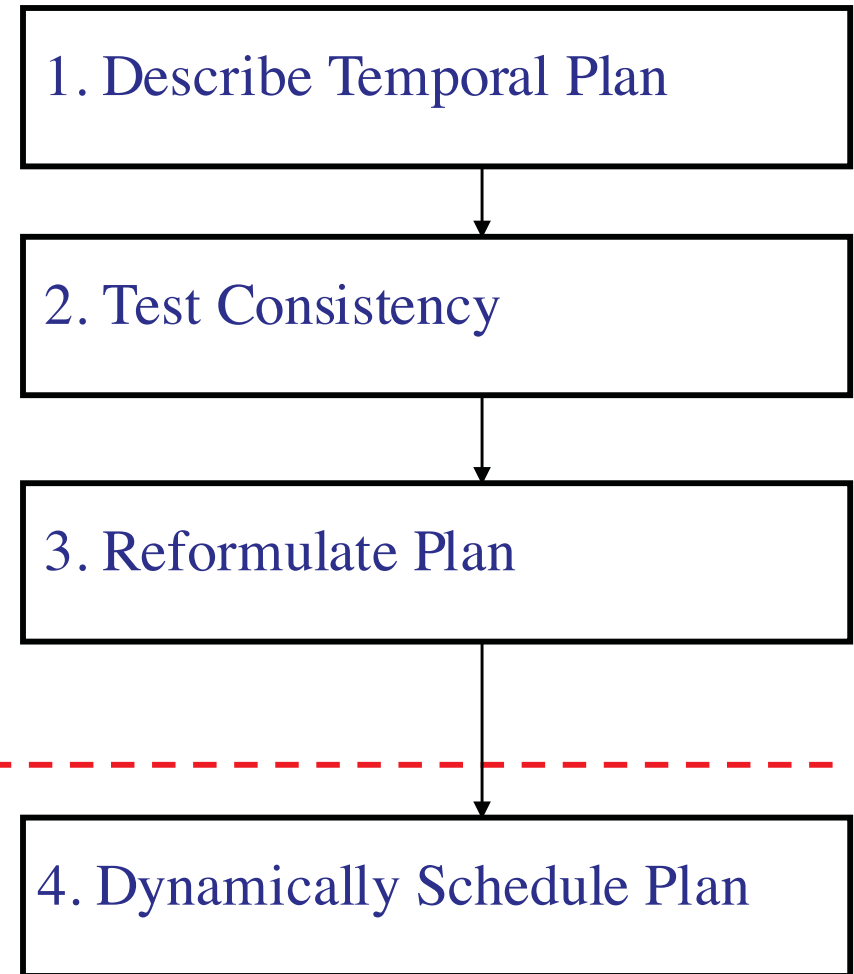 1. Describe Temporal Plan
2. Test Consistency
3. Reformulate Plan
4. Dynamically Schedule Plan